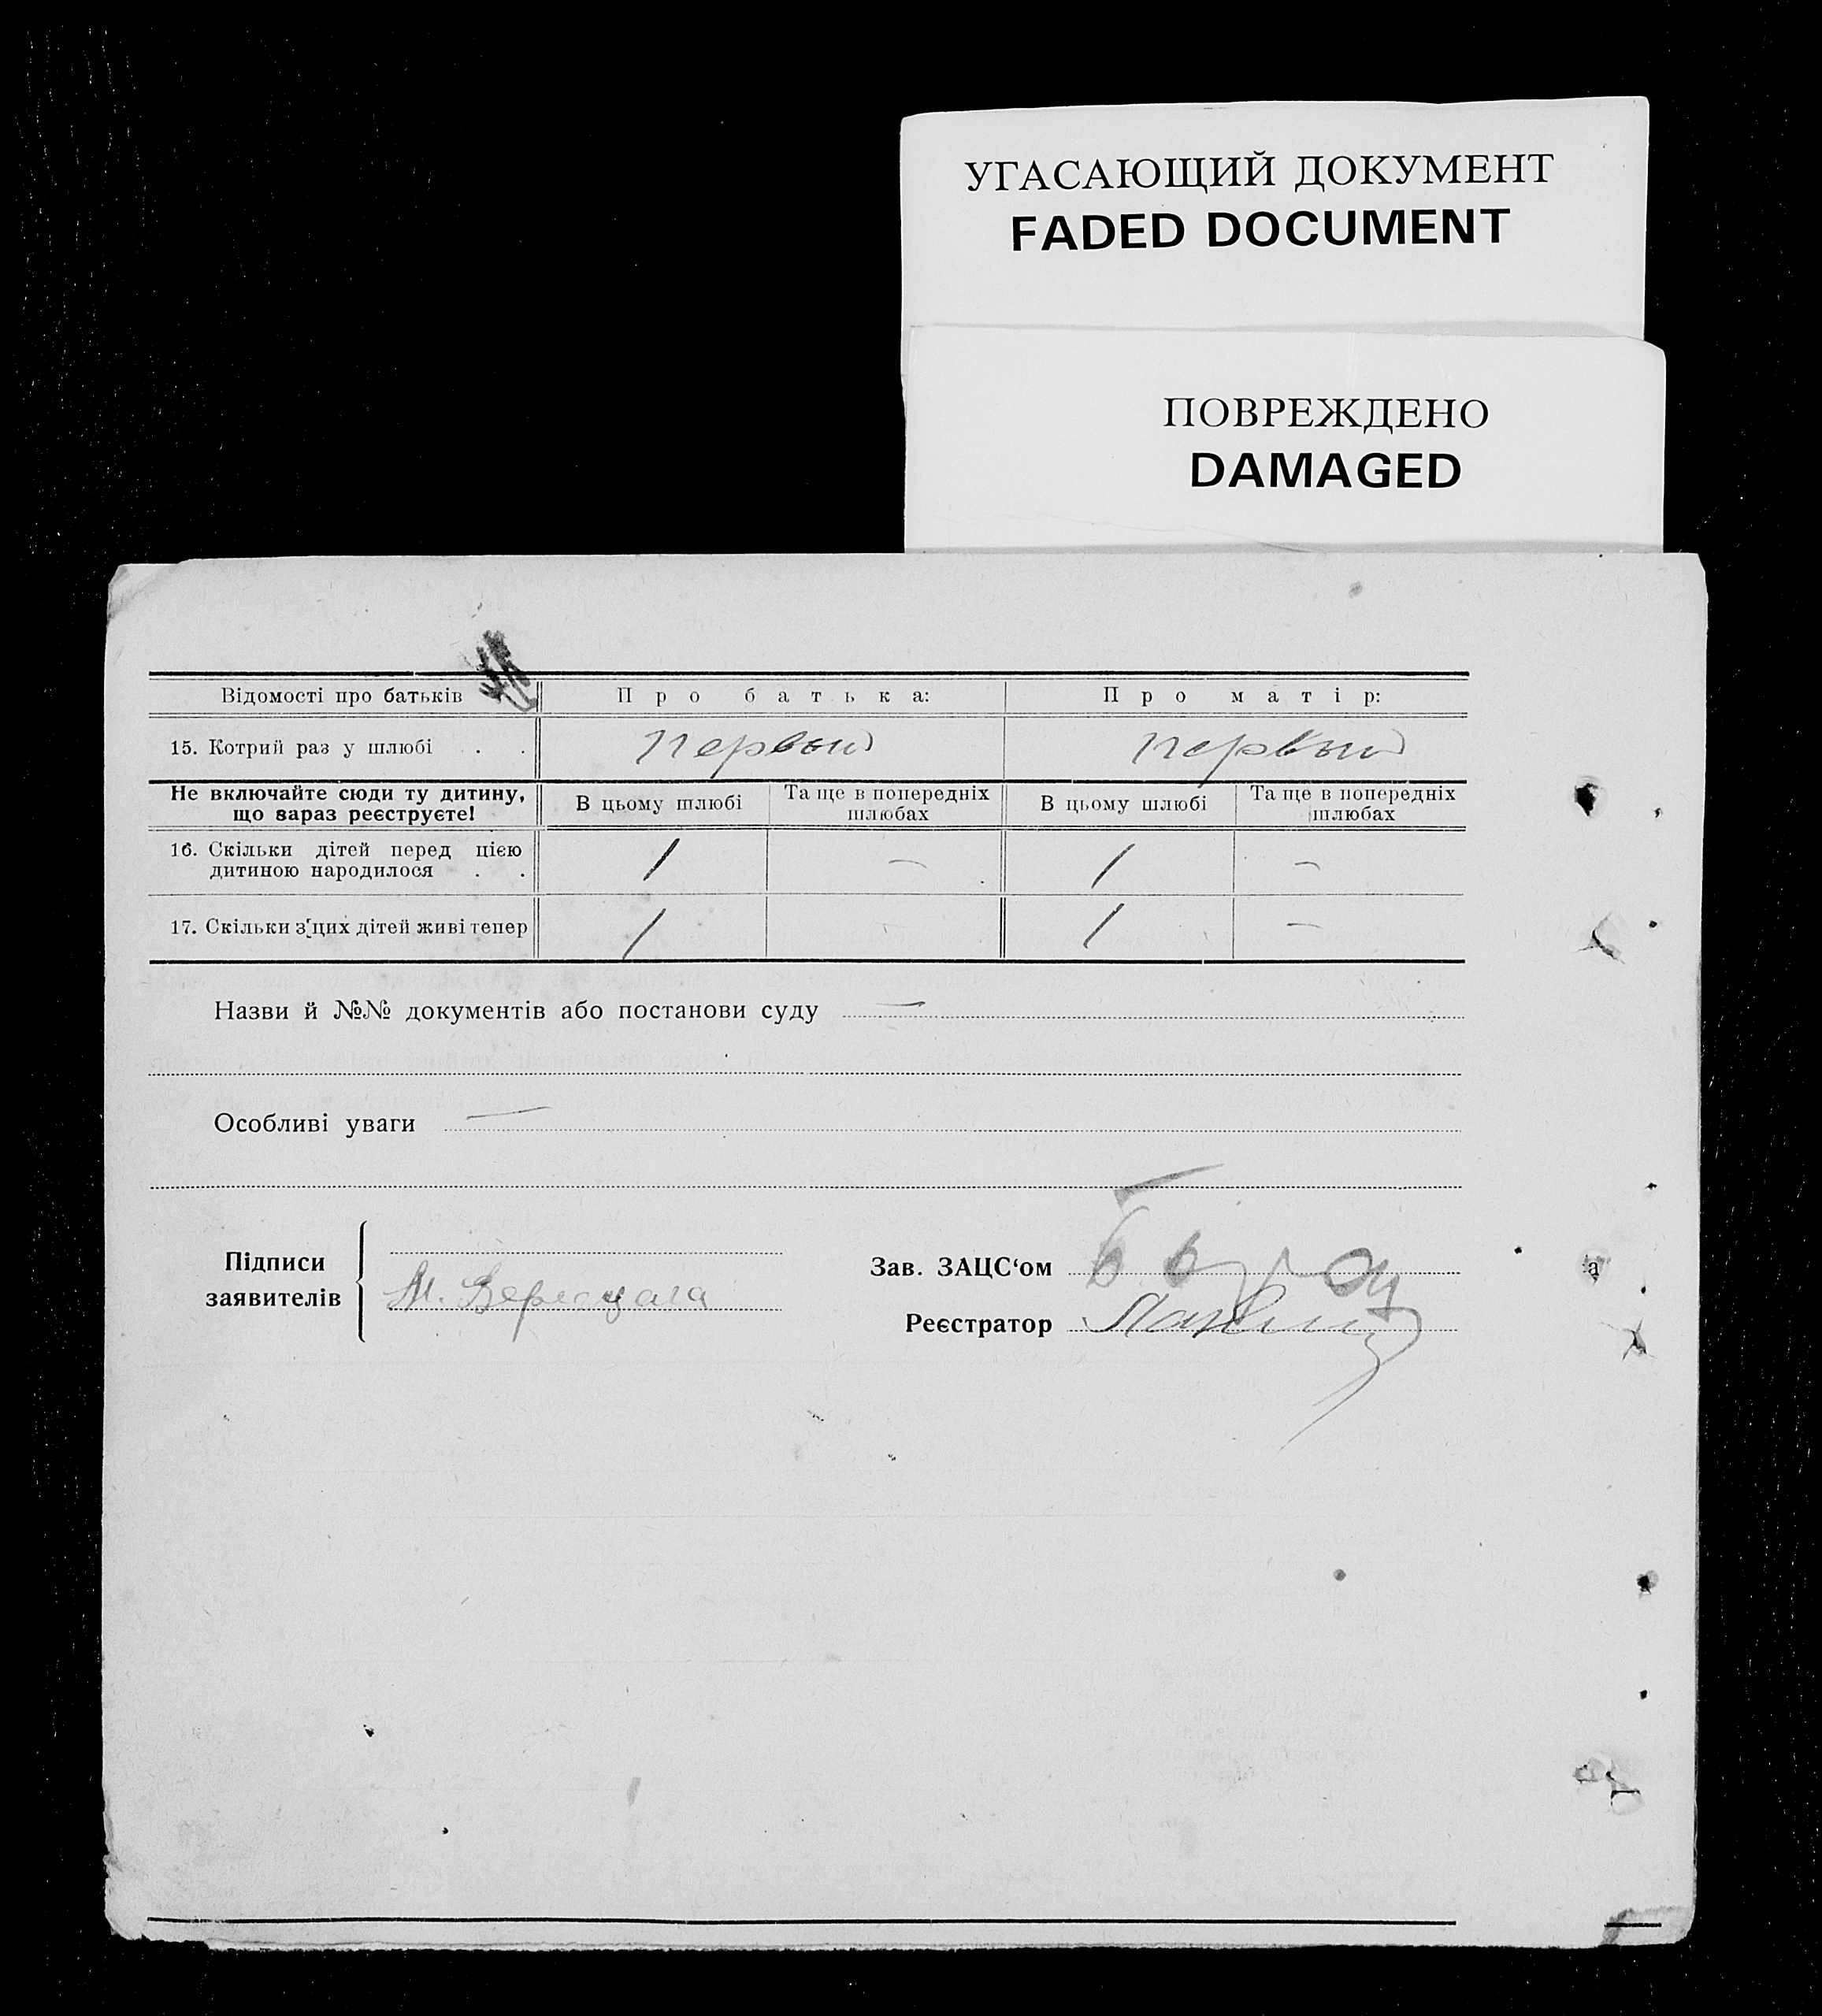 УГАСАЮЩИЙ ДОКУМЕНТ
FADED DOCUMENT
ПОВРЕЖДЕНО
DAMAGED
Відомості про батьків Про батька: Про матір:
15. Котрий раз у шлюбі . . Первый Первый
Не включайте сюди ту дитину, що вараз реєструєте! В цьому шлюбі Та ще в попередніх шлюбах В цьому шлюбі Та ще в попередніх шлюбах
16. Скільки дітей перед цією дитиною народилося . . 1 — 1 —
17. Скільки з цих дітей живі тепер 1 1 —
Назви й №№ документів або постанови суду —
Особливі уваги —
Підписи заявителів
М.
Зав. ЗАЦС‘ом
Реєстратор